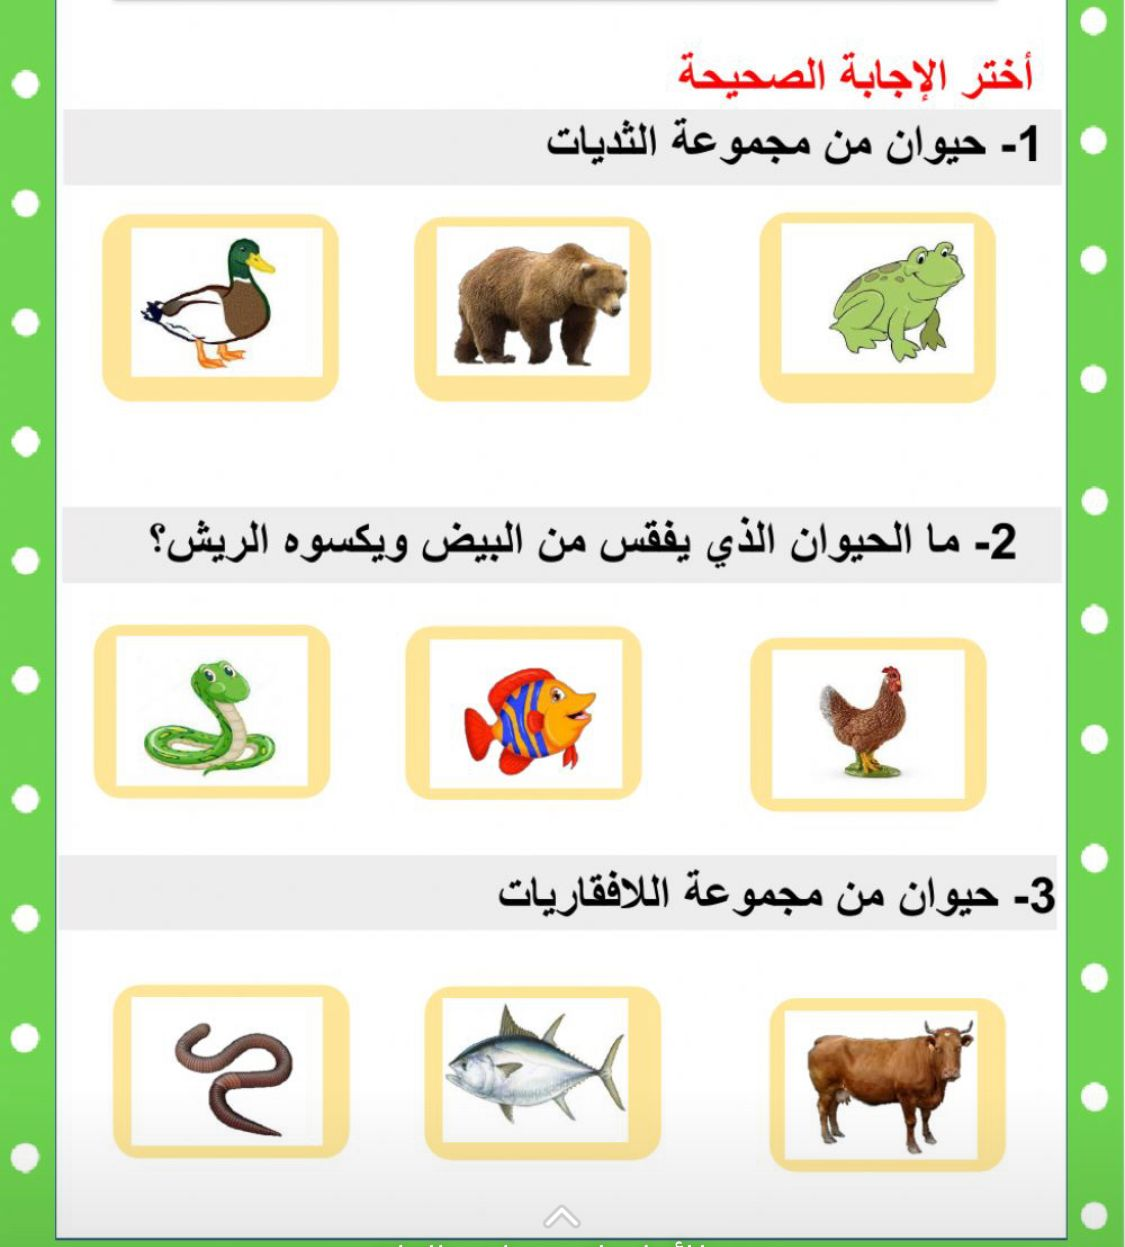 أختر الإجابة الصحيحة
1- حيوان من مجموعة الثديات
2- ما الحيوان الذي يفقس من البيض ويكسوه الريش؟
3- حيوان من مجموعة اللافقاريات